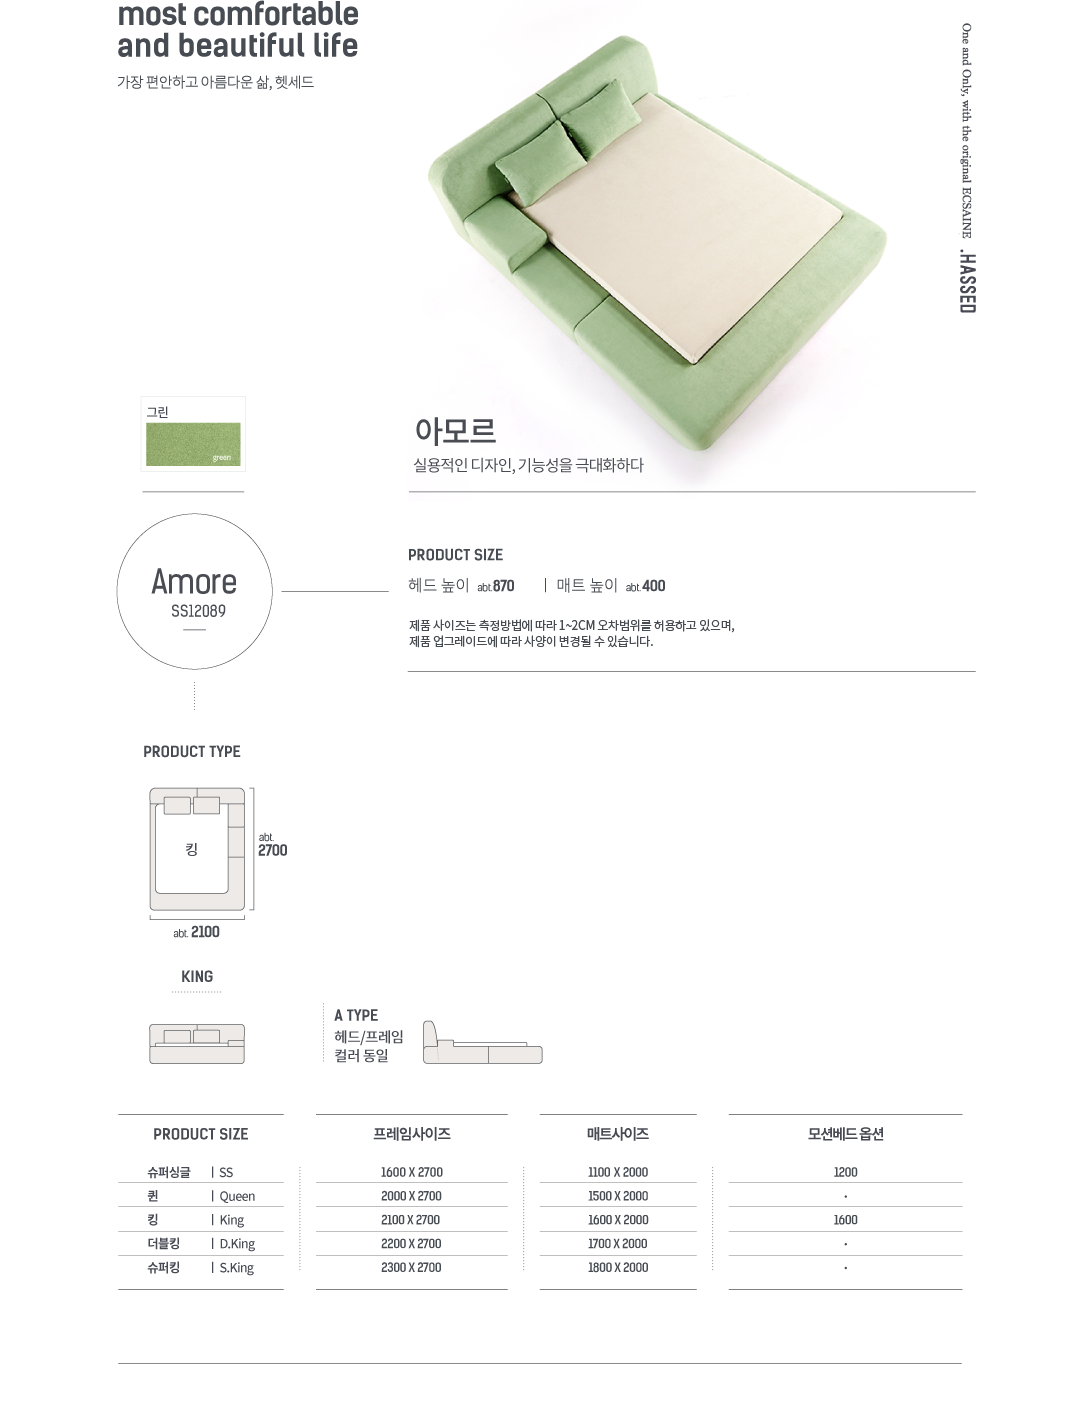 most comfortable
and beautiful life
가장 편안하고 아름다운 삶, 헷세드
One and Only, with the original ECSAINE .HASSED
그린
green
아모르
실용적인 디자인, 기능성을 극대화하다
Amore
SS12089
PRODUCT SIZE
헤드 높이 abt.870 | 매트 높이 abt.400
제품 사이즈는 측정방법에 따라 1~2CM 오차범위를 허용하고 있으며,
제품 업그레이드에 따라 사양이 변경될 수 있습니다.
PRODUCT TYPE
킹
abt.
2700
abt. 2100
KING
A TYPE
헤드/프레임
컬러 동일
PRODUCT SIZE 프레임사이즈 매트사이즈 모션베드 옵션
슈퍼싱글 | SS 1600 X 2700 1100 X 2000 1200
퀸 | Queen 2000 X 2700 1500 X 2000 -
킹 | King 2100 X 2700 1600 X 2000 1600
더블킹 | D.King 2200 X 2700 1700 X 2000 -
슈퍼킹 | S.King 2300 X 2700 1800 X 2000 -